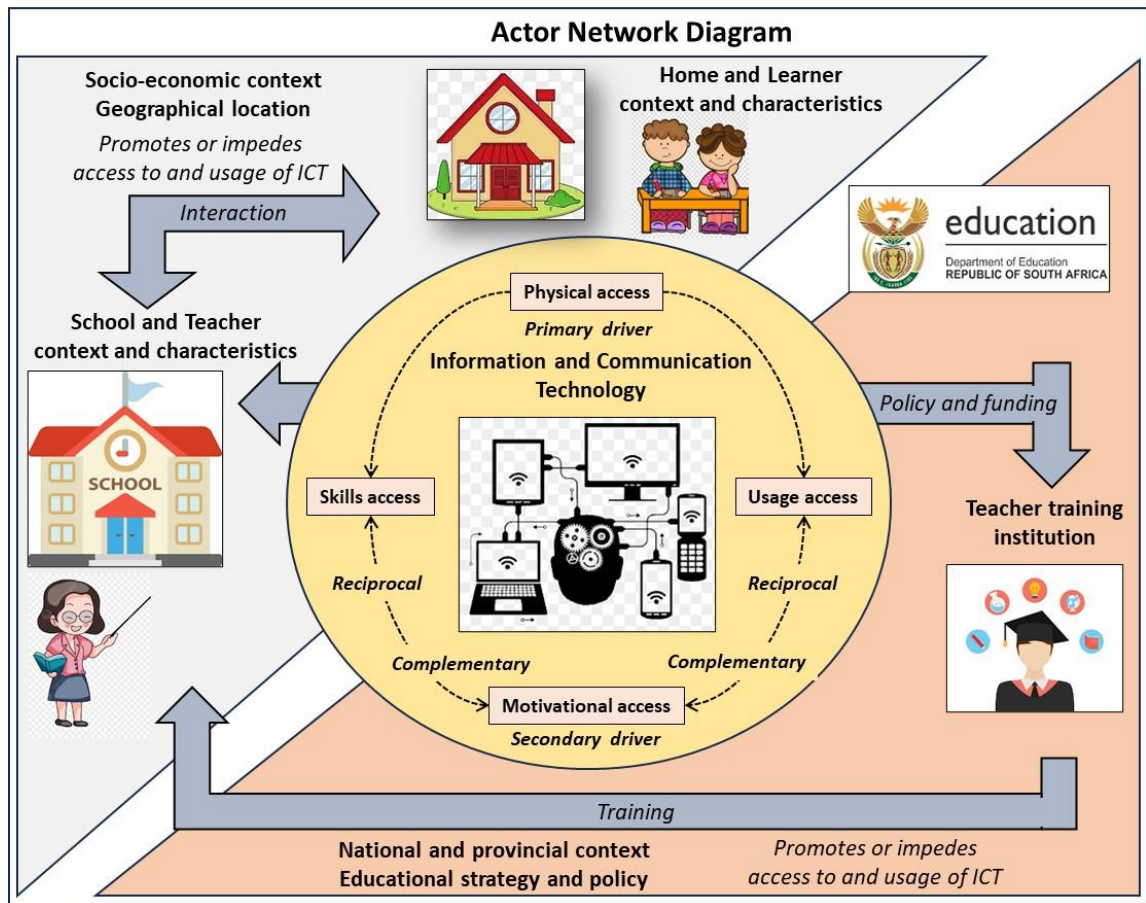 Actor Network Diagram
Socio-economic context
Geographical location
Promotes or impedes
access to and usage of ICT
Interaction
Home and Learner
context and characteristics
education
Department of Education
REPUBLIC OF SOUTH AFRICA
School and Teacher
context and characteristics
SCHOOL
Physical access
Primary driver
Information and Communication
Technology
Policy and funding
Skills access
Usage access
Teacher training
institution
Reciprocal
Reciprocal
Complementary
Complementary
Motivational access
Secondary driver
Training
National and provincial context
Educational strategy and policy
Promotes or impedes
access to and usage of ICT